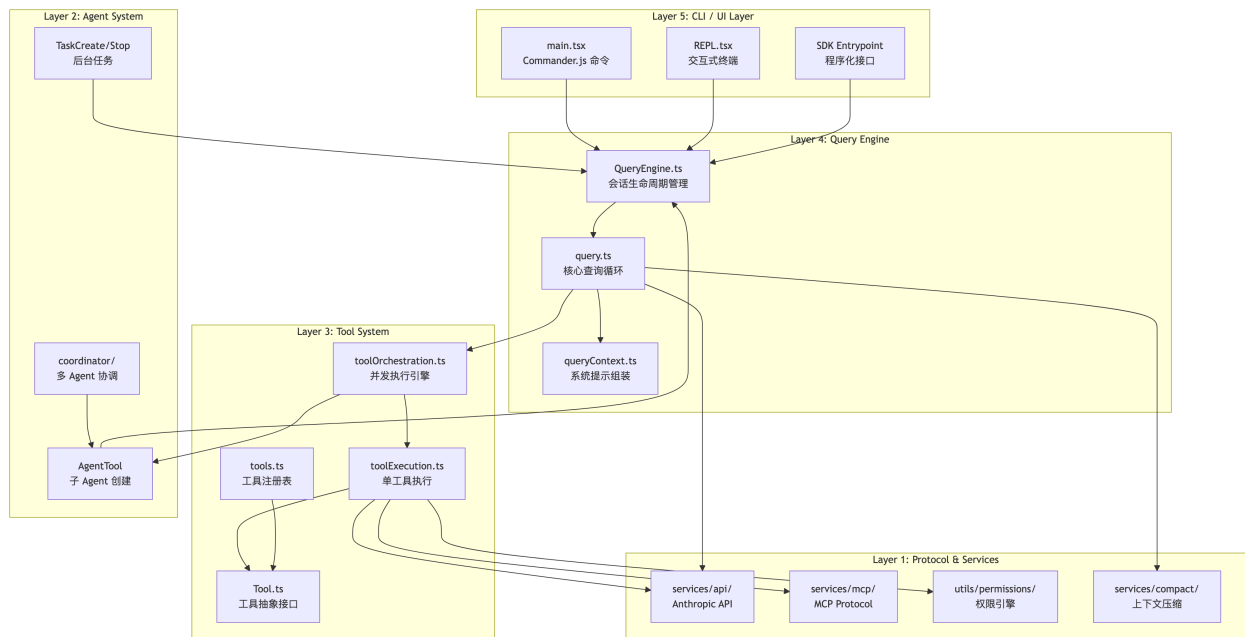 Layer 2: Agent System
TaskCreate/Stop
后台任务
coordinator/
多 Agent 协调
AgentTool
子 Agent 创建
Layer 5: CLI / UI Layer
main.tsx
Commander.js 命令
REPL.tsx
交互式终端
SDK Entrypoint
程序化接口
Layer 4: Query Engine
QueryEngine.ts
会话生命周期管理
query.ts
核心查询循环
queryContext.ts
系统提示组装
Layer 3: Tool System
toolOrchestration.ts
并发执行引擎
tools.ts
工具注册表
toolExecution.ts
单工具执行
Tool.ts
工具抽象接口
Layer 1: Protocol & Services
services/api/
Anthropic API
services/mcp/
MCP Protocol
utils/permissions/
权限引擎
services/compact/
上下文压缩